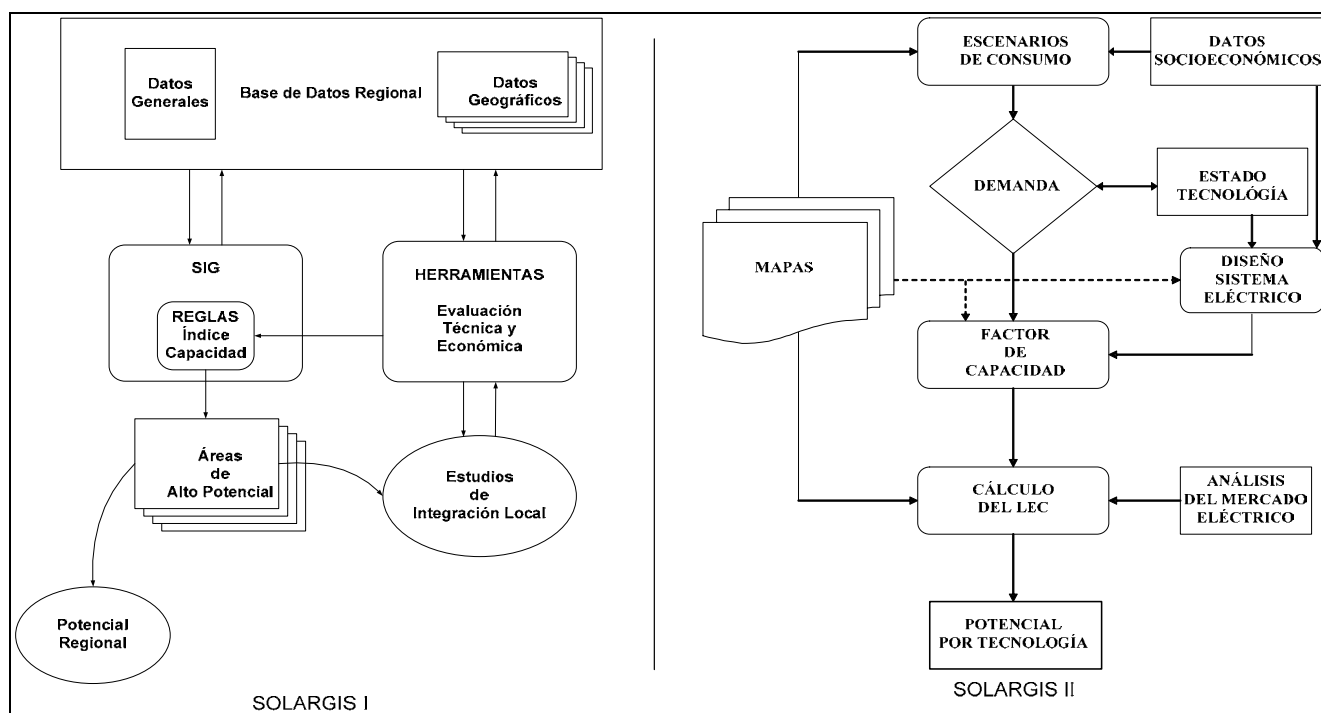 Datos
Generales
Base de Datos Regional
Datos
Geográficos
SIG
REGLAS
Índice
Capacidad
HERRAMIENTAS
Evaluación
Técnica y
Económica
Áreas
de
Alto Potencial
Estudios
de
Integración Local
Potencial
Regional
SOLARGIS I
ESCENARIOS
DE CONSUMO
DATOS
SOCIOECONÓMICOS
DEMANDA
ESTADO
TECNOLÓGÍA
MAPAS
DISEÑO
SISTEMA
ELÉCTRICO
FACTOR
DE
CAPACIDAD
CÁLCULO
DEL LEC
ANÁLISIS
DEL MERCADO
ELÉCTRICO
POTENCIAL
POR TECNOLOGÍA
SOLARGIS II